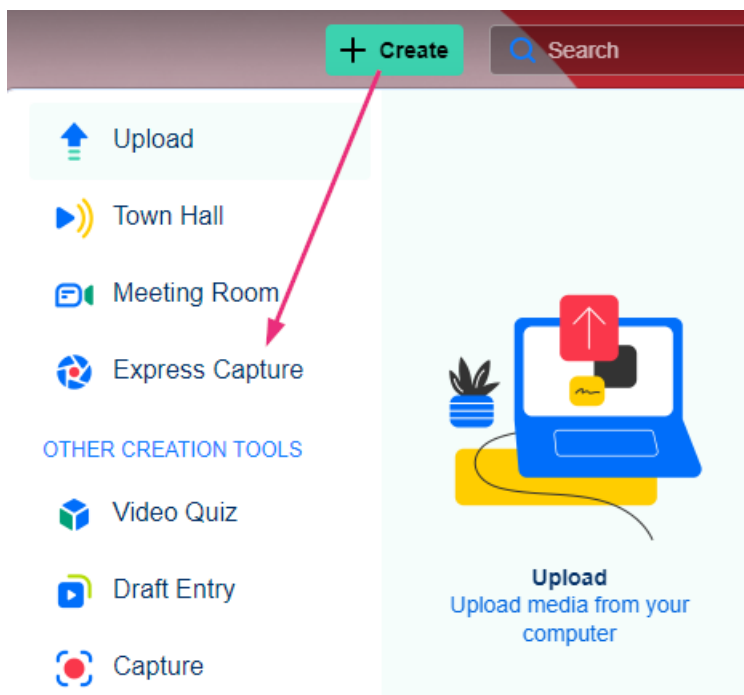 Create
Search
Upload
Town Hall
Meeting Room
Express Capture
OTHER CREATION TOOLS
Video Quiz
Draft Entry
Capture
Upload
Upload media from your
computer